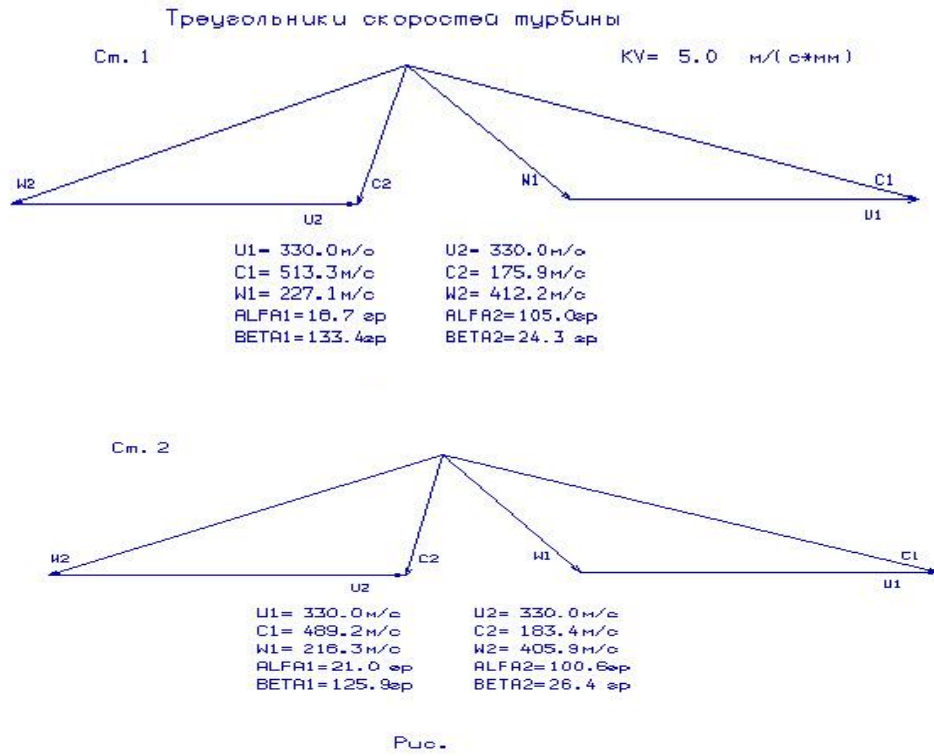 Треугольники скоростей турбины
Ст. 1
KV= 5.0 м/(с*мм)
W2
C2
W1
C1
U2
U1
U1= 330.0м/с U2= 330.0м/с
C1= 513.3м/с C2= 175.9м/с
W1= 227.1м/с W2= 412.2м/с
ALFA1=18.7 гр ALFA2=105.0гр
BETA1=133.4гр BETA2=24.3 гр
Ст. 2
W2
C2
W1
C1
U2
U1
U1= 330.0м/с U2= 330.0м/с
C1= 489.2м/с C2= 183.4м/с
W1= 216.3м/с W2= 405.9м/с
ALFA1=21.0 гр ALFA2=100.6гр
BETA1=125.9гр BETA2=26.4 гр
Рис.